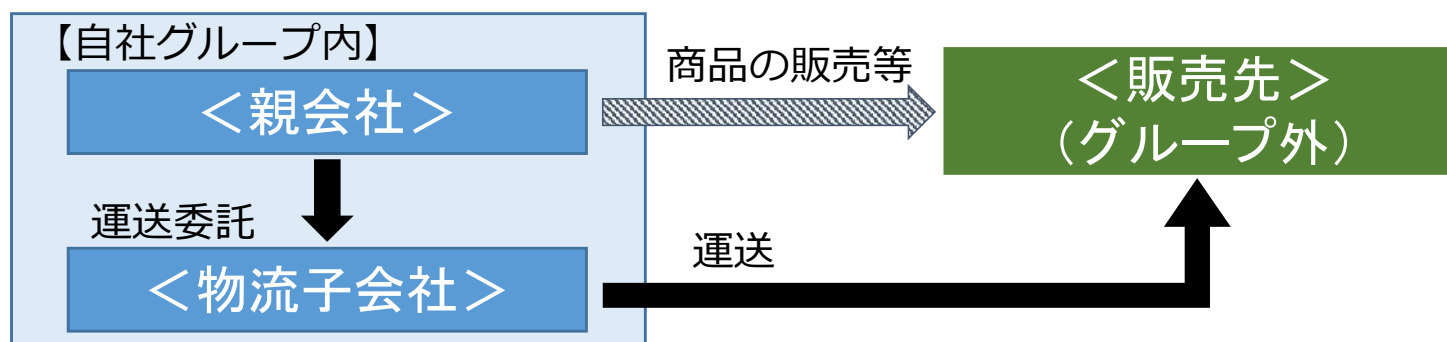 【自社グループ内】
＜親会社＞
商品の販売等
＜販売先＞
（グループ外）
運送委託
＜物流子会社＞
運送